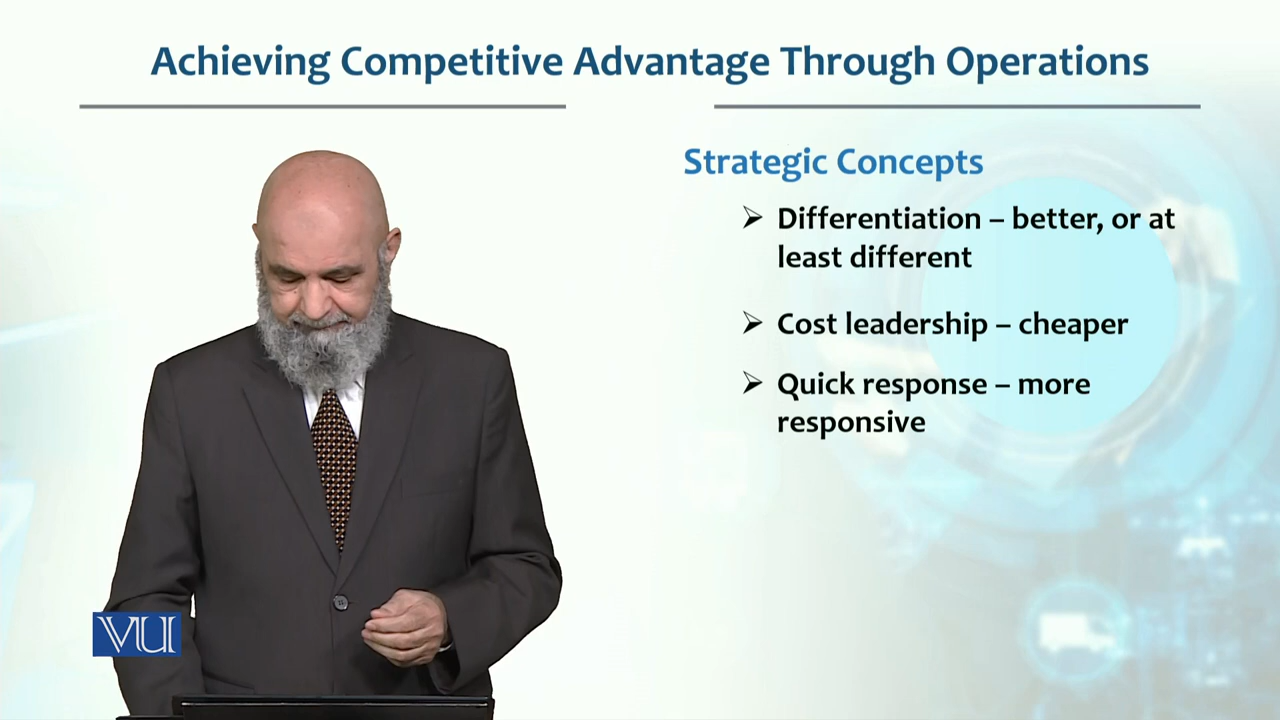 Achieving Competitive Advantage Through Operations
Strategic Concepts
➢ Differentiation – better, or at
least different
➢ Cost leadership – cheaper
➢ Quick response – more
responsive
VU